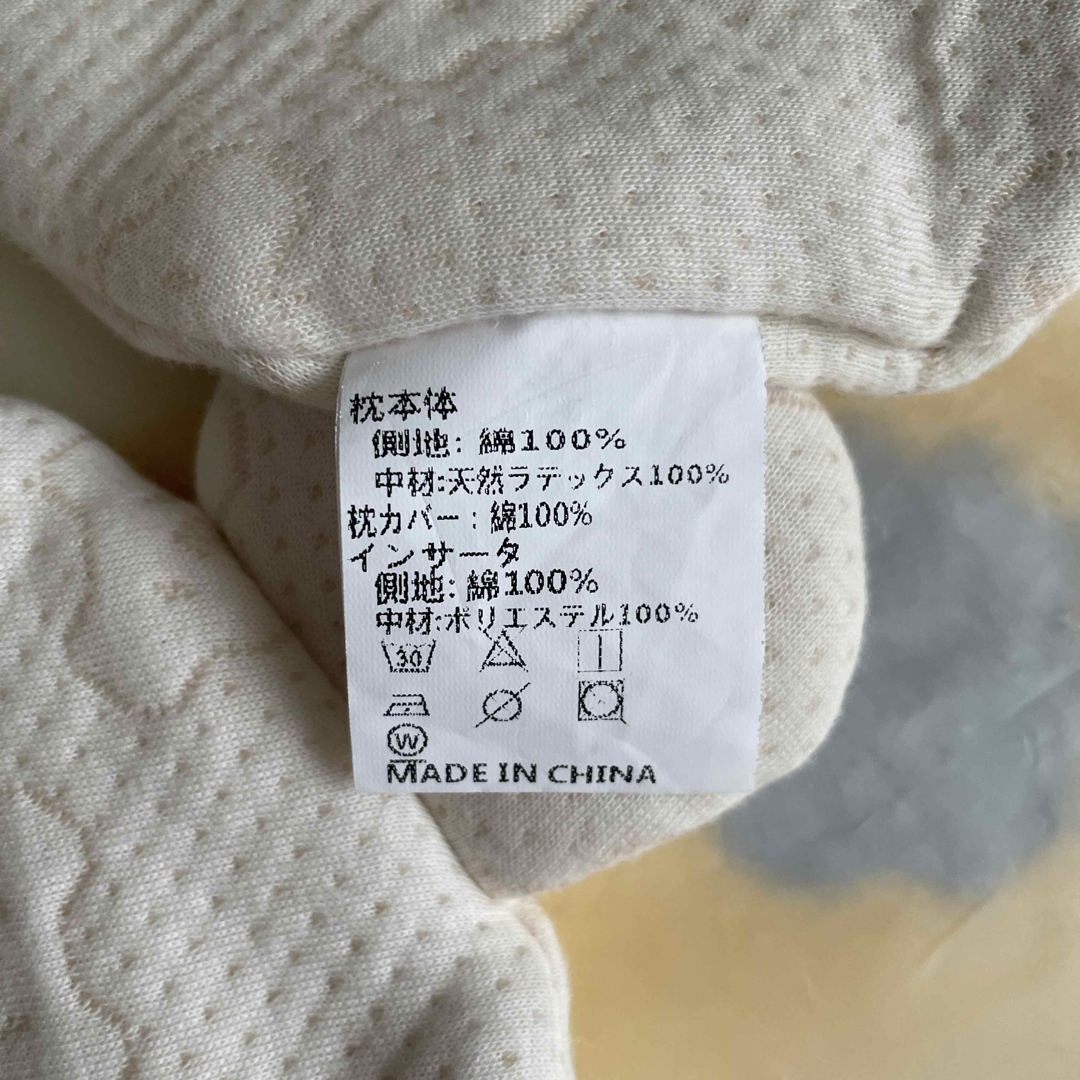 枕本体
側地: 綿100%
中材:天然ラテックス100%
枕カバー：綿100%
インサータ
側地: 綿100%
中材:ポリエステル100%
30
W
MADE IN CHINA